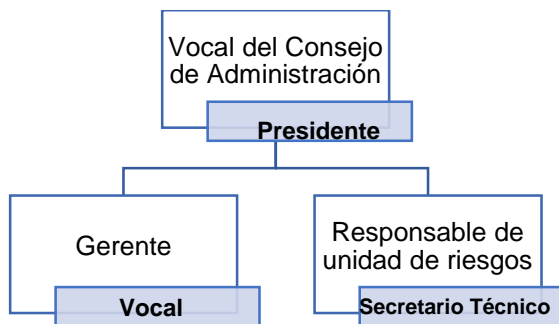 Vocal del Consejo
de Administración
Presidente
Gerente
Vocal
Responsable de
unidad de riesgos
Secretario Técnico